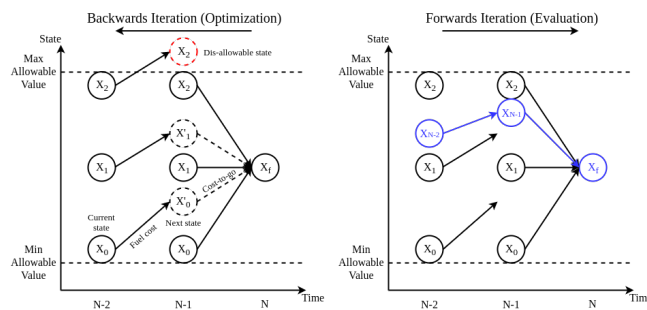 Backwards Iteration (Optimization)
State
Max
Allowable
Value
X2
X2
Dis-allowable state
X2
X'1
X1
X1
Xf
Cost-to-go
X'0
Current
state
Fuel cost
Next state
X0
X0
Min
Allowable
Value
N-2
N-1
N
Time
Forwards Iteration (Evaluation)
State
Max
Allowable
Value
X2
X2
XN-1
XN-2
X1
X1
Xf
X0
X0
Min
Allowable
Value
N-2
N-1
N
Time